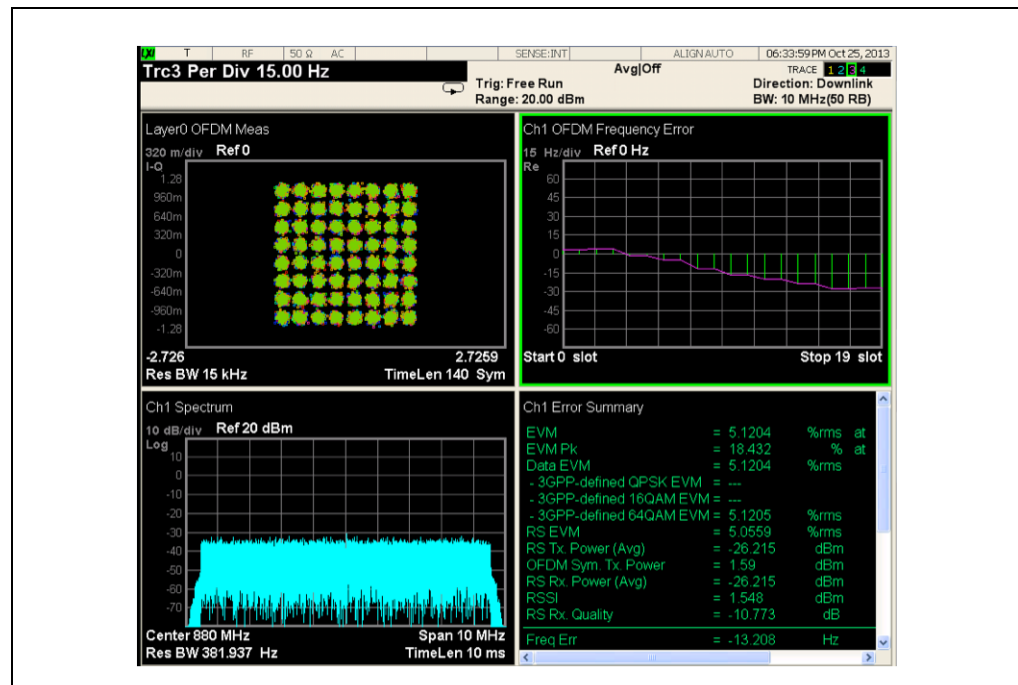 LXI T RF 50 Ω AC SENSE:INT ALIGN AUTO 06:33:59 PM Oct 25, 2013
Trc3 Per Div 15.00 Hz
Avg|Off
TRACE 1 2 3 4
Trig: Free Run
Direction: Downlink
Range: 20.00 dBm
BW: 10 MHz(50 RB)
Layer0 OFDM Meas
320 m/div Ref 0
I-Q
1.28
960m
640m
320m
0
-320m
-640m
-960m
-1.28
-2.726 2.7259
Res BW 15 kHz TimeLen 140 Sym
Ch1 OFDM Frequency Error
15 Hz/div Ref 0 Hz
Re
60
45
30
15
0
-15
-30
-45
-60
Start 0 slot Stop 19 slot
Ch1 Spectrum
10 dB/div Ref 20 dBm
Log
10
0
-10
-20
-30
-40
-50
-60
-70
Center 880 MHz Span 10 MHz
Res BW 381.937 Hz TimeLen 10 ms
Ch1 Error Summary
EVM = 5.1204 %rms at
EVM Pk = 18.432 % at
Data EVM = 5.1204 %rms
- 3GPP-defined QPSK EVM = ---
- 3GPP-defined 16QAM EVM = ---
- 3GPP-defined 64QAM EVM = 5.1205 %rms
RS EVM = 5.0559 %rms
RS Tx. Power (Avg) = -26.215 dBm
OFDM Sym. Tx. Power = 1.59 dBm
RS Rx. Power (Avg) = -26.215 dBm
RSSI = 1.548 dBm
RS Rx. Quality = -10.773 dB
Freq Err = -13.208 Hz